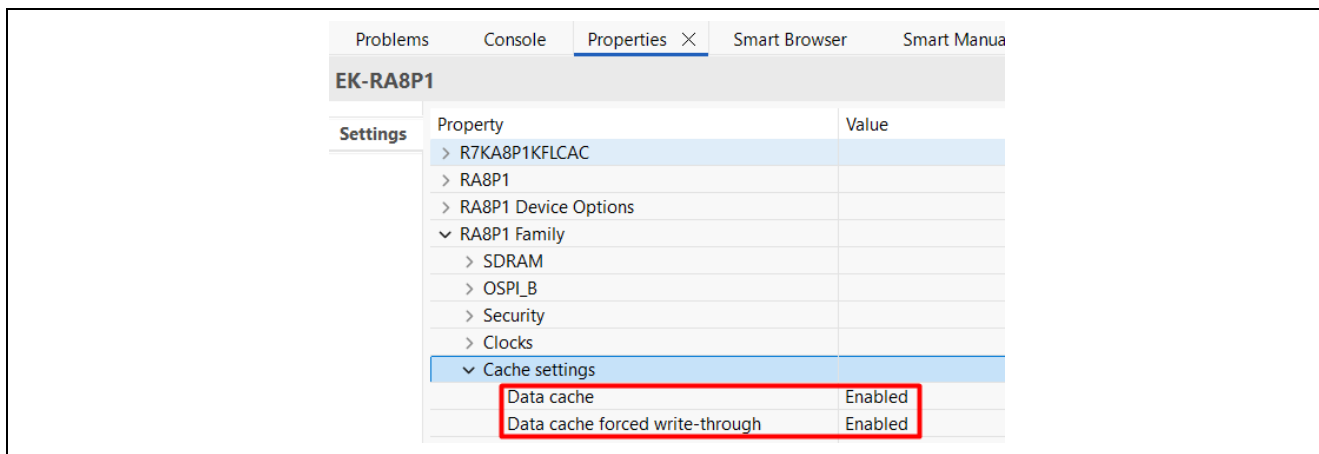 Problems Console Properties Smart Browser Smart Manua
EK-RA8P1
Settings
Property Value
R7KA8P1KFLCAC
RA8P1
RA8P1 Device Options
RA8P1 Family
SDRAM
OSPI_B
Security
Clocks
Cache settings
Data cache Enabled
Data cache forced write-through Enabled